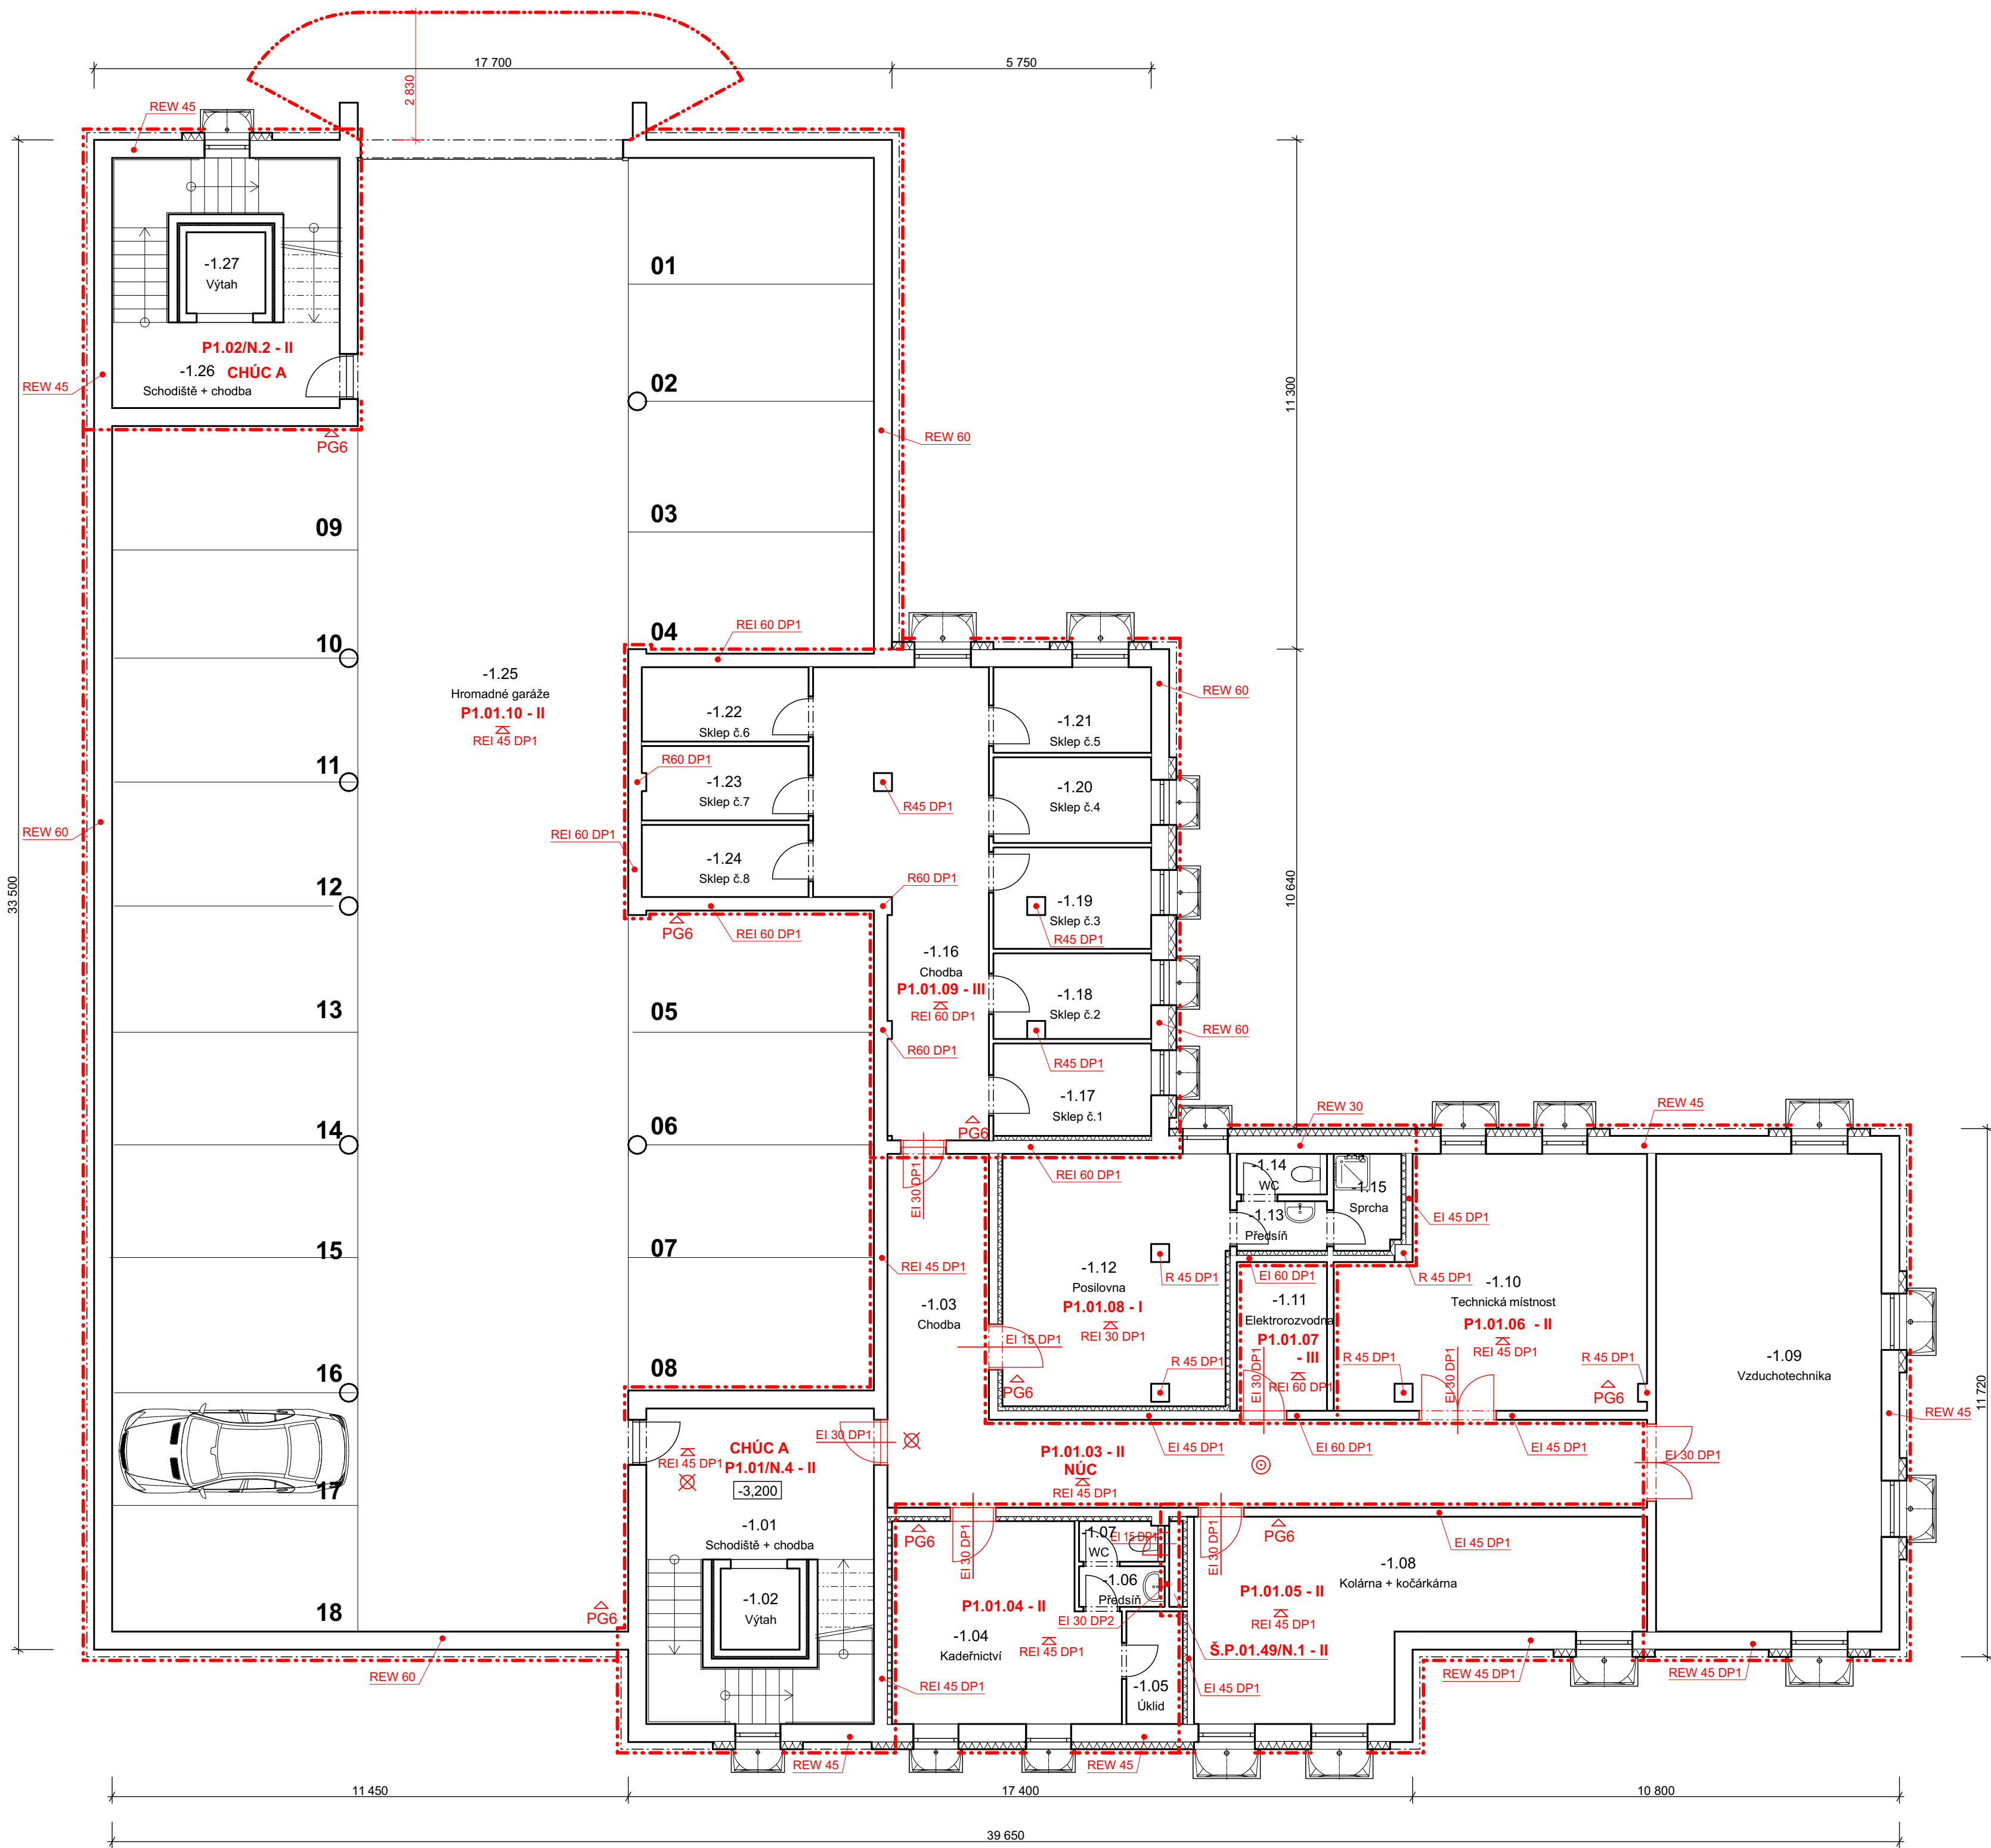 17 700
5 750
2 830
REW 45
-1.27
Výtah
P1.02/N.2 - II
-1.26 CHÚC A
Schodiště + chodba
REW 45
PG6
01
02
REW 60
03
04
11 300
33 500
09
10
11
12
13
14
15
16
17
18
-1.25
Hromadné garáže
P1.01.10 - II
REI 45 DP1
REW 60
REI 60 DP1
-1.22
Sklep č.6
R60 DP1
-1.23
Sklep č.7
REI 60 DP1
-1.24
Sklep č.8
R45 DP1
R60 DP1
PG6
REI 60 DP1
-1.21
Sklep č.5
REW 60
-1.20
Sklep č.4
-1.19
Sklep č.3
R45 DP1
10 640
-1.16
Chodba
P1.01.09 - III
REI 60 DP1
-1.18
Sklep č.2
REW 60
R60 DP1
R45 DP1
-1.17
Sklep č.1
PG6
05
06
07
08
EI 30 DP1
REI 60 DP1
REW 30
REW 45
-1.14
WC
-1.15
Sprcha
-1.13
Předsíň
EI 45 DP1
REI 45 DP1
-1.03
Chodba
-1.12
Posilovna
P1.01.08 - I
REI 30 DP1
R 45 DP1
EI 60 DP1
R 45 DP1
-1.11
Elektrorozvodna
P1.01.07
- III
REI 60 DP1
EI 30 DP1
-1.10
Technická místnost
P1.01.06 - II
REI 45 DP1
EI 15 DP1
R 45 DP1
R 45 DP1
EI 30 DP1
R 45 DP1
PG6
PG6
-1.09
Vzduchotechnika
11 720
REW 45
EI 30 DP1
CHÚC A
P1.01/N.4 - II
REI 45 DP1
-3,200
EI 30 DP1
P1.01.03 - II
NÚC
REI 45 DP1
EI 45 DP1
EI 60 DP1
EI 45 DP1
-1.01
Schodiště + chodba
-1.02
Výtah
PG6
REW 60
PG6
EI 30 DP1
-1.07
WC
EI 15 DP1
-1.06
Předsíň
EI 30 DP2
EI 30 DP1
PG6
EI 45 DP1
-1.08
Kolárna + kočárkárna
P1.01.05 - II
REI 45 DP1
P1.01.04 - II
-1.04
Kadeřnictví
REI 45 DP1
Š.P.01.49/N.1 - II
-1.05
Úklid
REI 45 DP1
EI 45 DP1
REW 45 DP1
REW 45 DP1
REW 45
REW 45
11 450
17 400
10 800
39 650